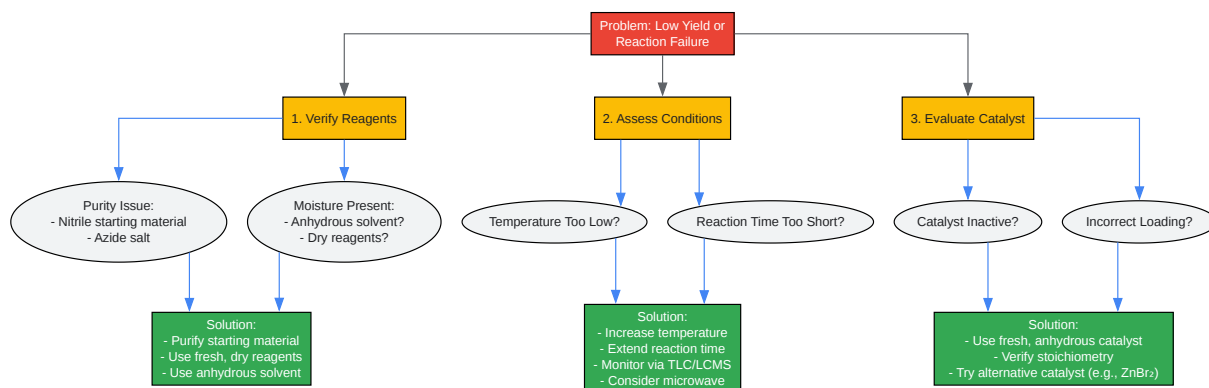 Problem: Low Yield or
Reaction Failure
1. Verify Reagents
2. Assess Conditions
3. Evaluate Catalyst
Purity Issue:
- Nitrile starting material
- Azide salt
Moisture Present:
- Anhydrous solvent?
- Dry reagents?
Temperature Too Low?
Reaction Time Too Short?
Catalyst Inactive?
Incorrect Loading?
Solution:
- Purify starting material
- Use fresh, dry reagents
- Use anhydrous solvent
Solution:
- Increase temperature
- Extend reaction time
- Monitor via TLC/LCMS
- Consider microwave
Solution:
- Use fresh, anhydrous catalyst
- Verify stoichiometry
- Try alternative catalyst (e.g., ZnBr₂)